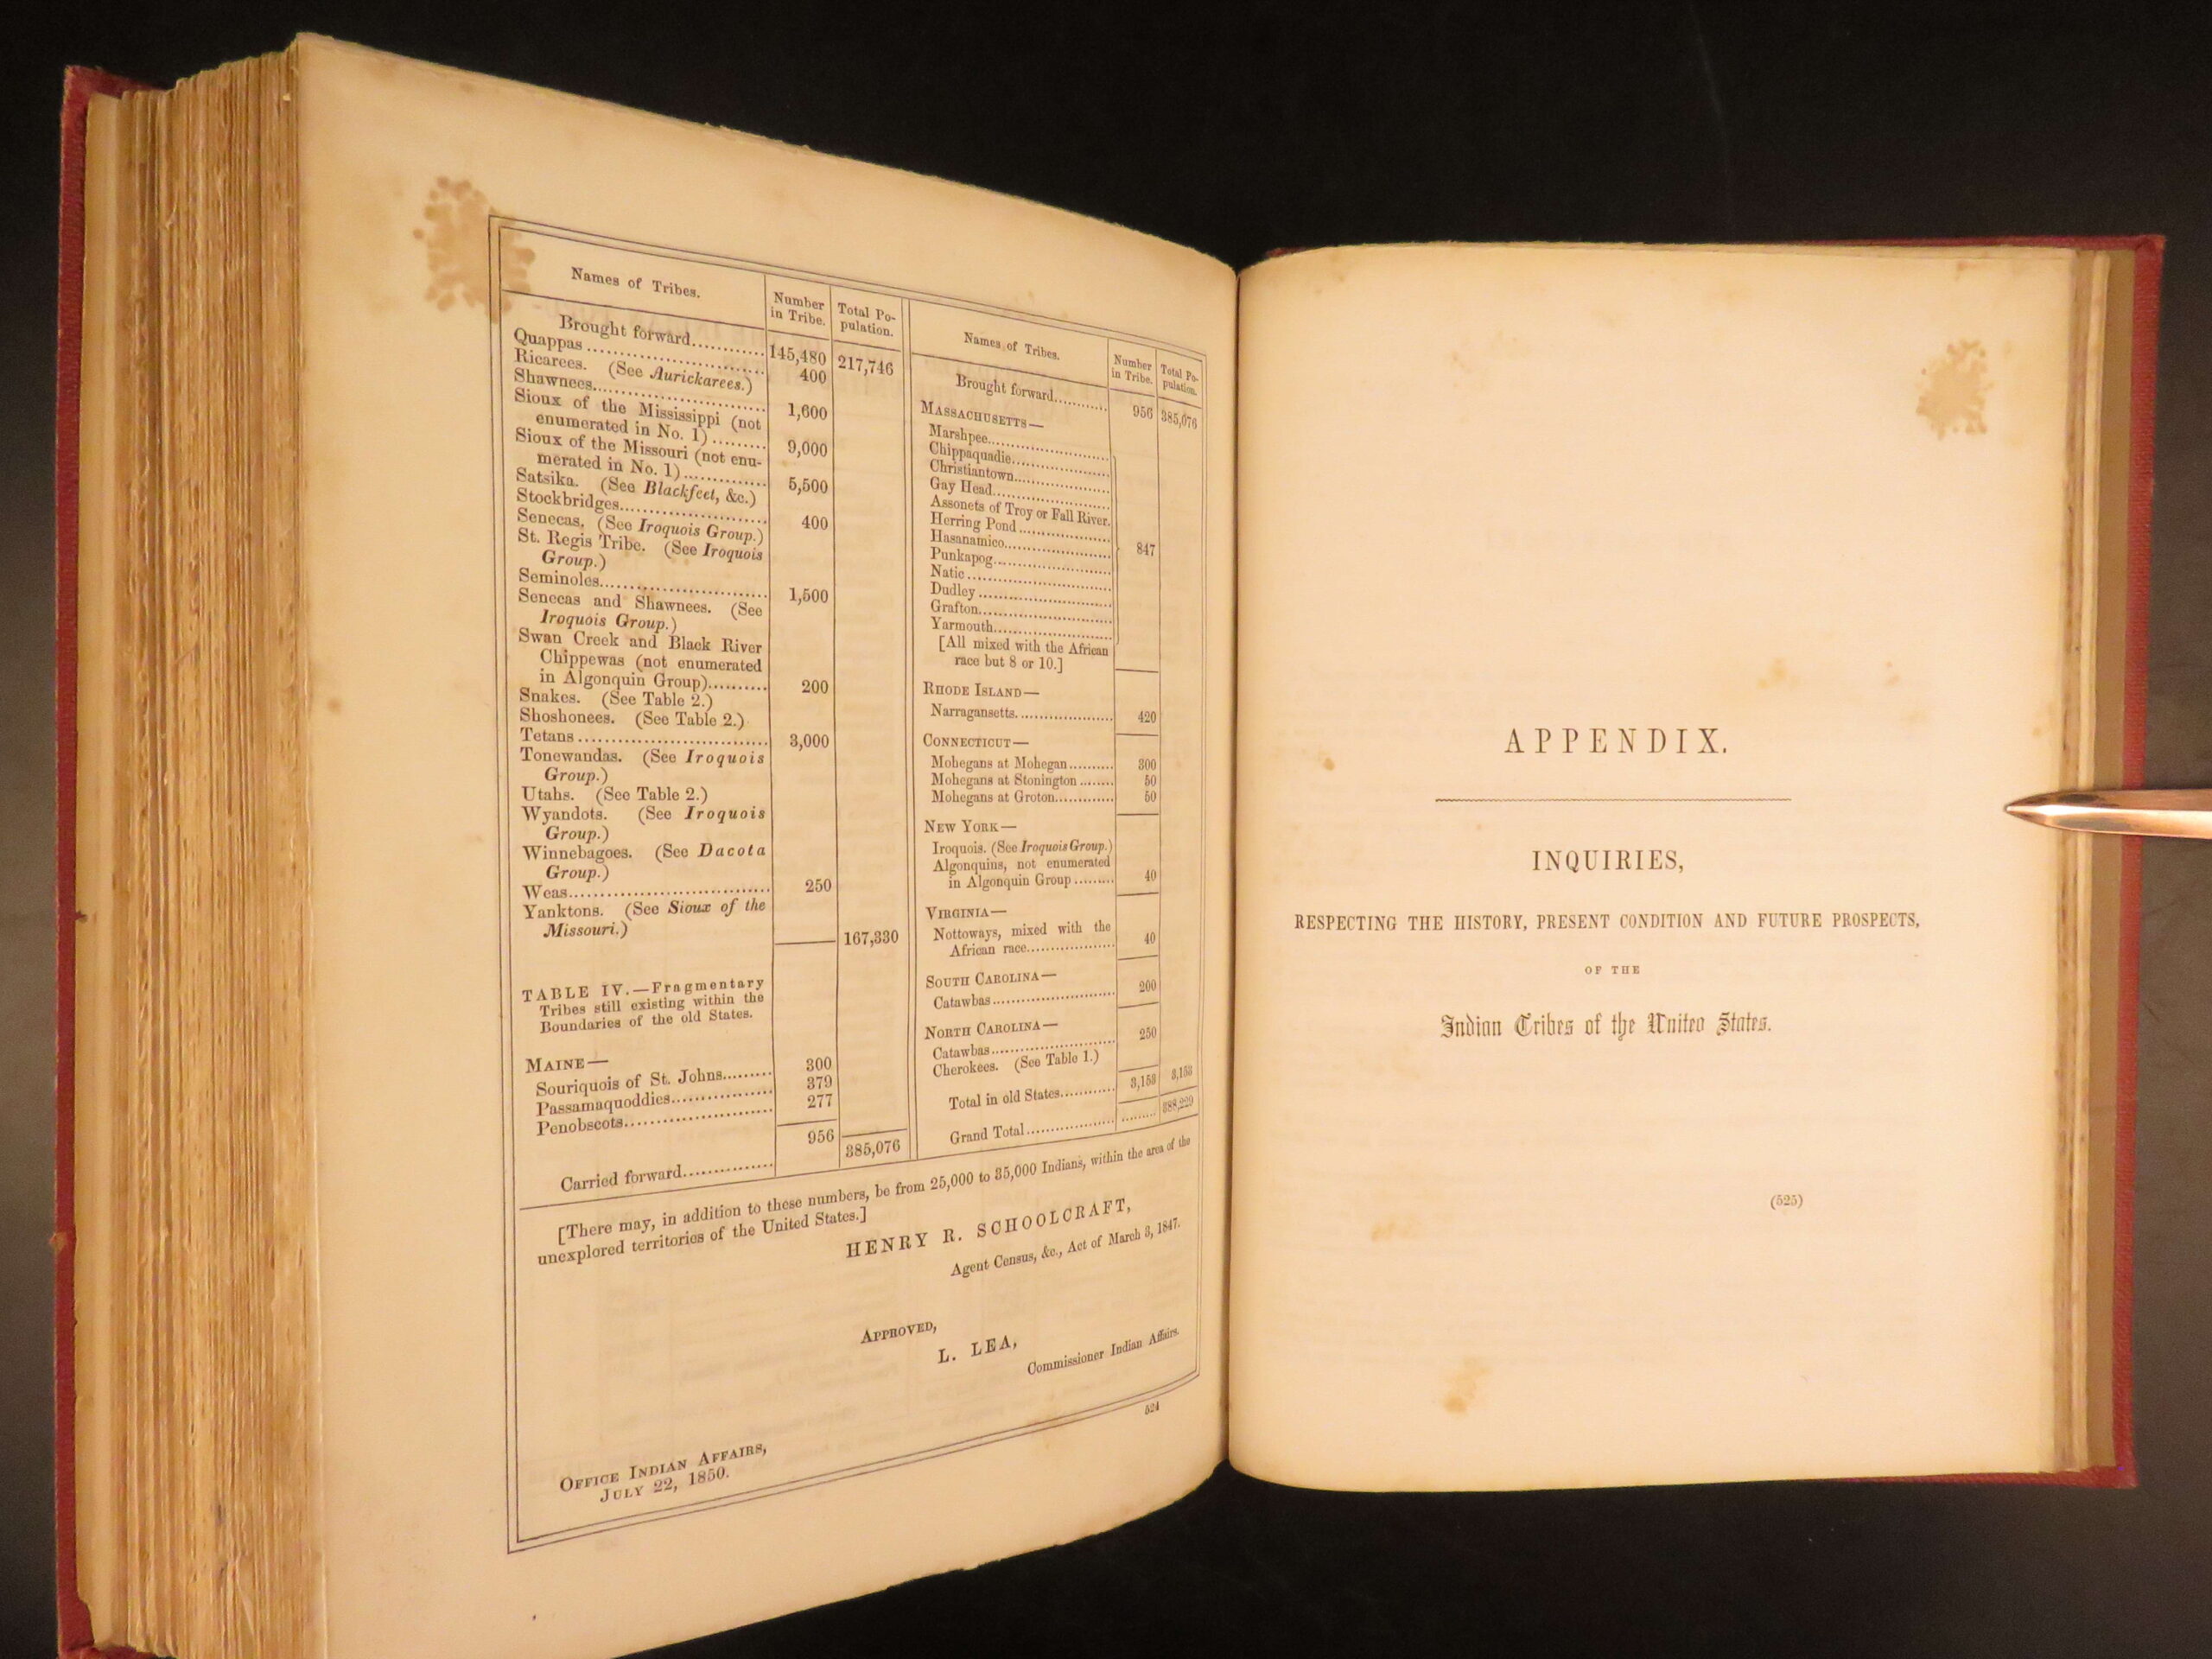 Names of Tribes. Number in Tribe. Total Population.
Brought forward............ 145,480 217,746
Quappas.............................. 400
Ricarees. (See Aurickarees.)
Shawnees.............................. 1,600
Sioux of the Mississippi (not
enumerated in No. 1)......... 9,000
Sioux of the Missouri (not enu-
merated in No. 1)............. 5,500
Satsika. (See Blackfeet, &c.)
Stockbridges........................ 400
Senecas. (See Iroquois Group.)
St. Regis Tribe. (See Iroquois
Group.)
Seminoles........................... 1,500
Senecas and Shawnees. (See
Iroquois Group.)
Swan Creek and Black River
Chippewas (not enumerated
in Algonquin Group).......... 200
Snakes. (See Table 2.)
Shoshonees. (See Table 2.)
Tetans.............................. 3,000
Tonewandas. (See Iroquois
Group.)
Utahs. (See Table 2.)
Wyandots. (See Iroquois
Group.)
Winnebagoes. (See Dacota
Group.)
Weas............................... 250
Yanktons. (See Sioux of the
Missouri.)
167,330
TABLE IV.—Fragmentary
Tribes still existing within the
Boundaries of the old States.
MAINE—
Souriquois of St. Johns......... 300
Passamaquoddies................ 379
Penobscots....................... 277
956 385,076
Carried forward...............
Names of Tribes. Number in Tribe. Total Population.
Brought forward........... 956 385,076
MASSACHUSETTS—
Marshpee.......................
Chippaquadie...................
Christiantown...................
Gay Head.......................
Assonets of Troy or Fall River.
Herring Pond...................
Hasanamico..................... 847
Punkapog.......................
Natic............................
Dudley..........................
Grafton.........................
Yarmouth.......................
[All mixed with the African
race but 8 or 10.]
RHODE ISLAND—
Narragansetts.................... 420
CONNECTICUT—
Mohegans at Mohegan.......... 300
Mohegans at Stonington........ 50
Mohegans at Groton............. 50
NEW YORK—
Iroquois. (See Iroquois Group.)
Algonquins, not enumerated
in Algonquin Group......... 40
VIRGINIA—
Nottoways, mixed with the
African race.................. 40
SOUTH CAROLINA—
Catawbas......................... 200
NORTH CAROLINA—
Catawbas......................... 250
Cherokees. (See Table 1.)
Total in old States........... 3,153 3,153
Grand Total.................... ........ 388,229
[There may, in addition to these numbers, be from 25,000 to 35,000 Indians, within the area of the
unexplored territories of the United States.]
HENRY R. SCHOOLCRAFT,
Agent Census, &c., Act of March 3, 1847.
APPROVED,
L. LEA,
Commissioner Indian Affairs.
OFFICE INDIAN AFFAIRS,
JULY 22, 1850.
524
APPENDIX.
INQUIRIES,
RESPECTING THE HISTORY, PRESENT CONDITION AND FUTURE PROSPECTS,
OF THE
Indian Tribes of the United States.
(525)